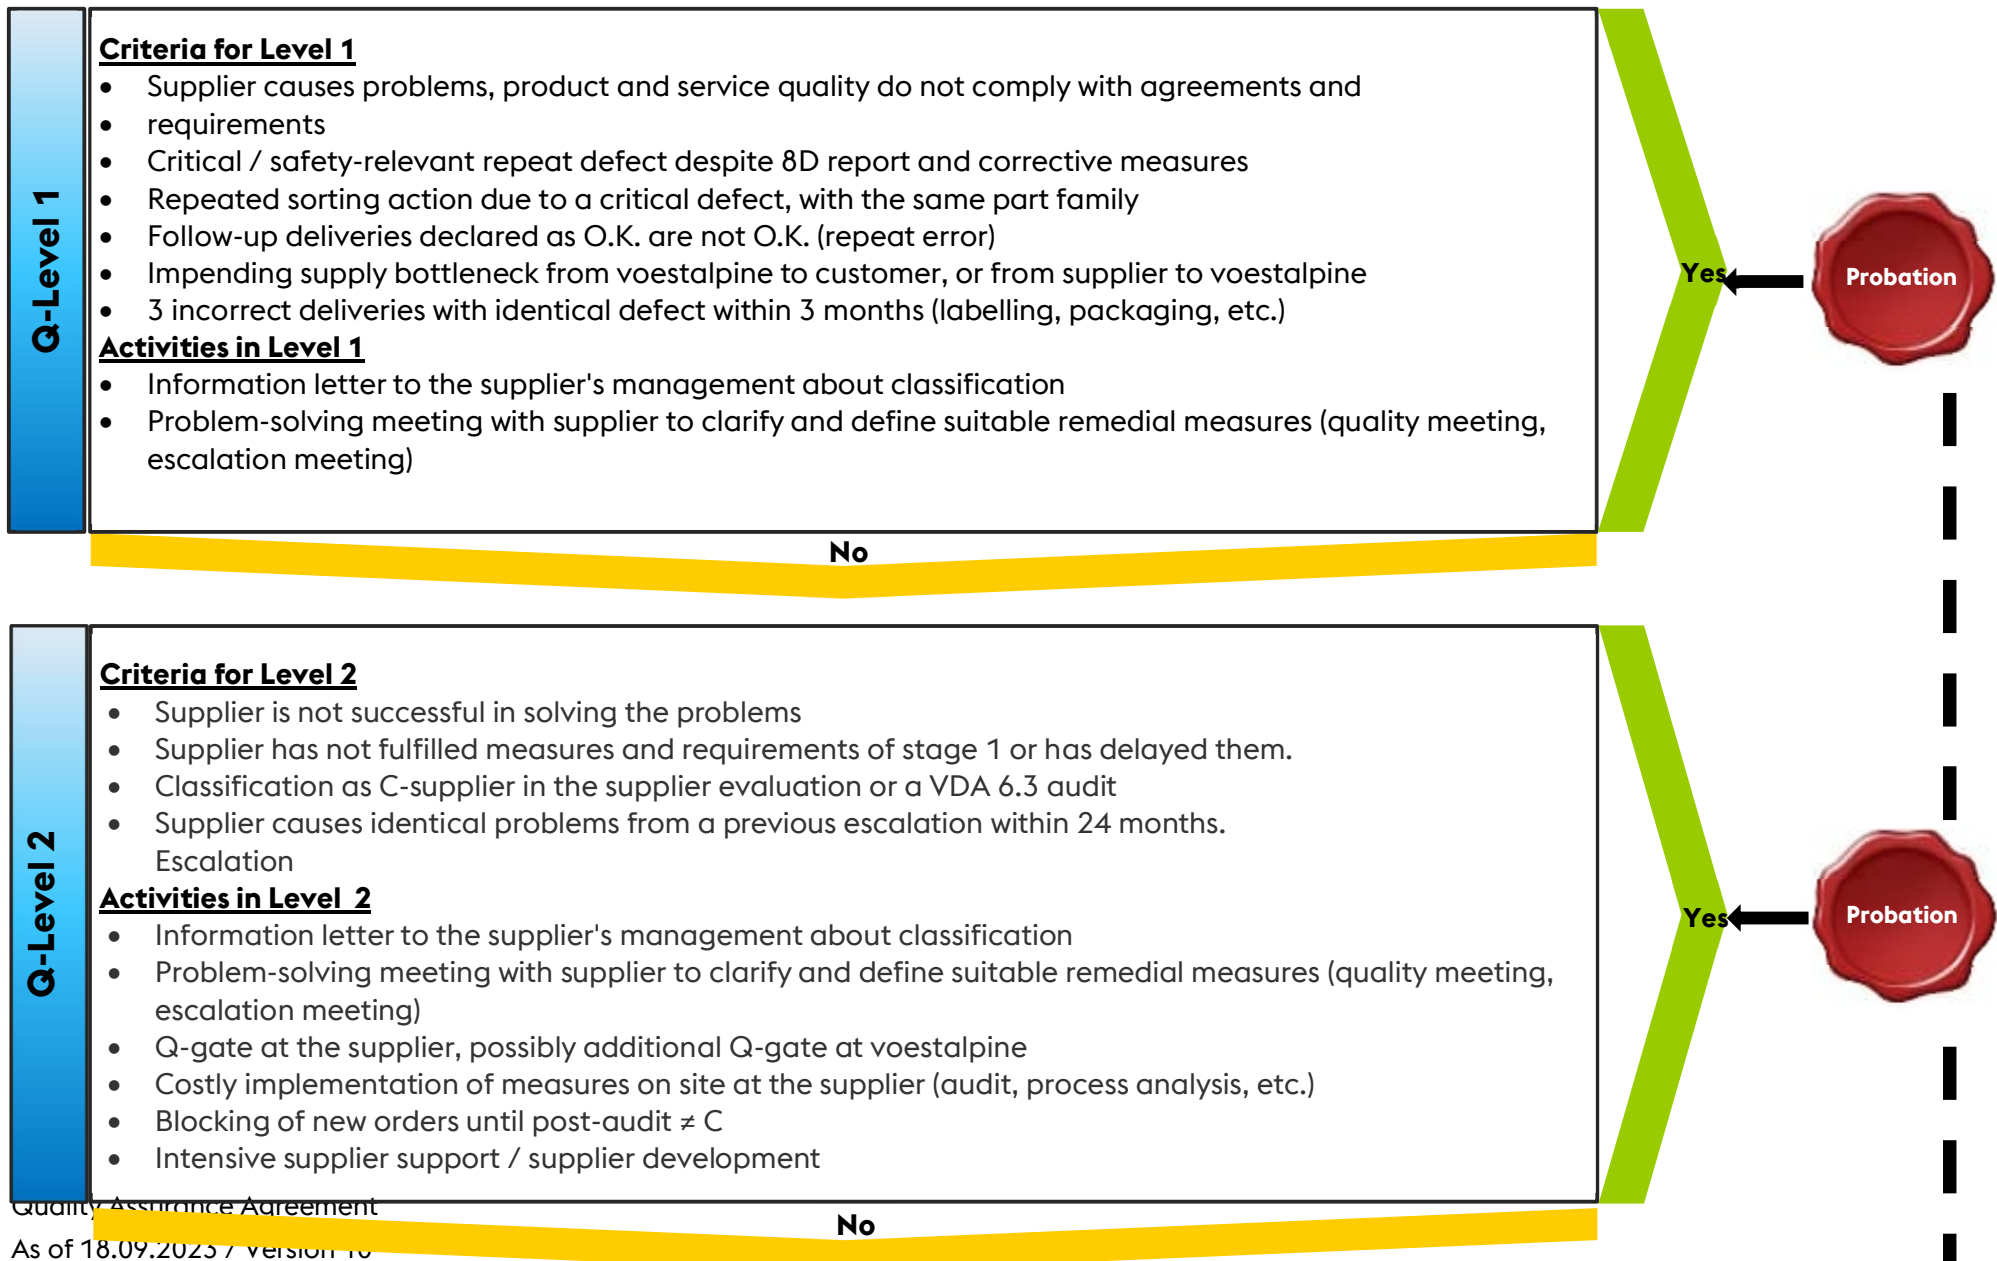 Q-Level 1
Criteria for Level 1
• Supplier causes problems, product and service quality do not comply with agreements and
• requirements
• Critical / safety-relevant repeat defect despite 8D report and corrective measures
• Repeated sorting action due to a critical defect, with the same part family
• Follow-up deliveries declared as O.K. are not O.K. (repeat error)
• Impending supply bottleneck from voestalpine to customer, or from supplier to voestalpine
• 3 incorrect deliveries with identical defect within 3 months (labelling, packaging, etc.)
Activities in Level 1
• Information letter to the supplier's management about classification
• Problem-solving meeting with supplier to clarify and define suitable remedial measures (quality meeting,
escalation meeting)
Yes
Probation
No
Q-Level 2
Criteria for Level 2
• Supplier is not successful in solving the problems
• Supplier has not fulfilled measures and requirements of stage 1 or has delayed them.
• Classification as C-supplier in the supplier evaluation or a VDA 6.3 audit
• Supplier causes identical problems from a previous escalation within 24 months.
Escalation
Activities in Level 2
• Information letter to the supplier's management about classification
• Problem-solving meeting with supplier to clarify and define suitable remedial measures (quality meeting,
escalation meeting)
• Q-gate at the supplier, possibly additional Q-gate at voestalpine
• Costly implementation of measures on site at the supplier (audit, process analysis, etc.)
• Blocking of new orders until post-audit ≠ C
• Intensive supplier support / supplier development
Yes
Probation
No
Quality Assurance Agreement
As of 18.09.2023 / Version 10